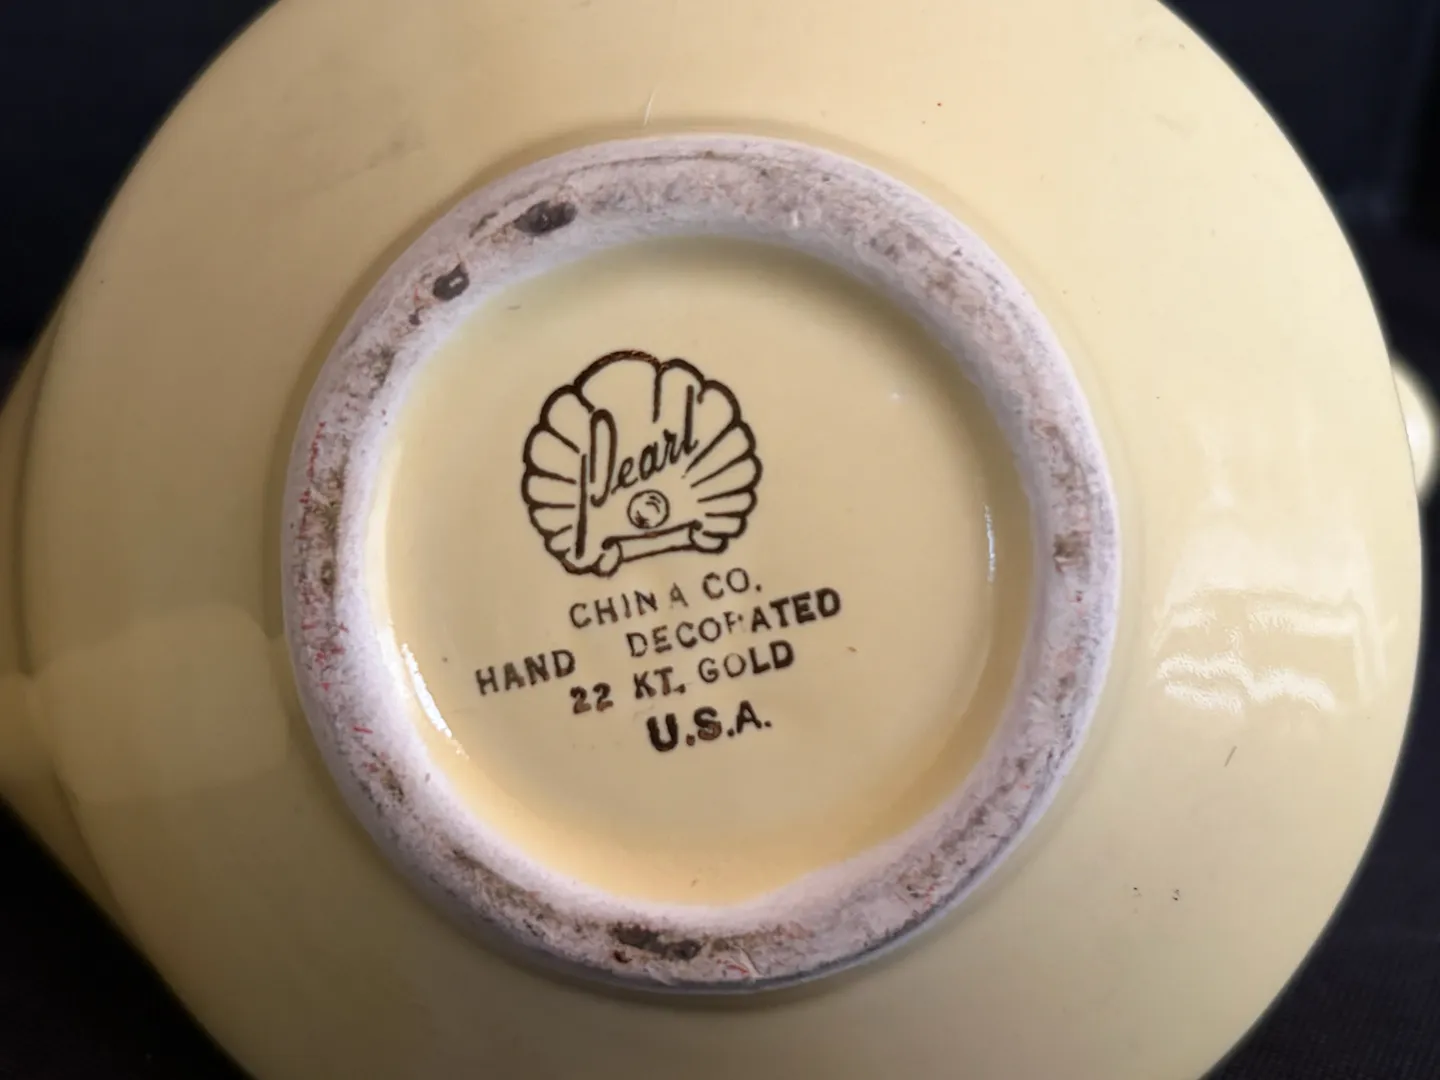 Pearl
CHINA CO.
HAND DECORATED
22 KT. GOLD
U.S.A.